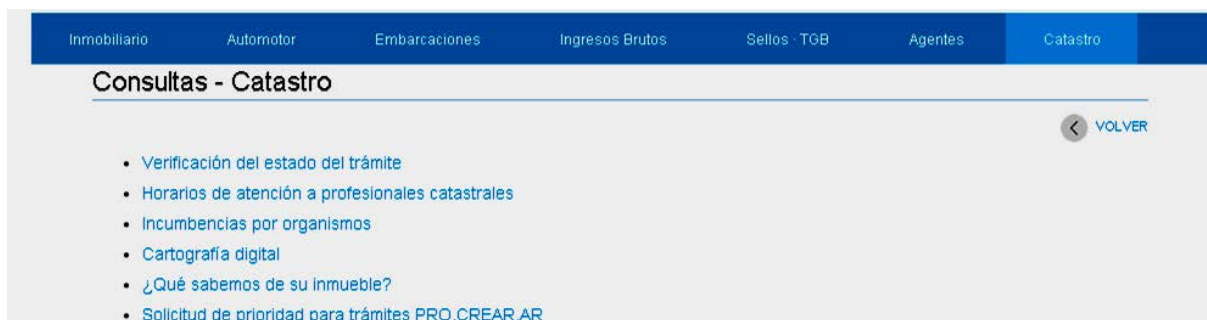 Inmobiliario Automotor Embarcaciones Ingresos Brutos Sellos · TGB Agentes Catastro
Consultas - Catastro
VOLVER
• Verificación del estado del trámite
• Horarios de atención a profesionales catastrales
• Incumbencias por organismos
• Cartografía digital
• ¿Qué sabemos de su inmueble?
• Solicitud de prioridad para trámites PRO.CREAR.AR